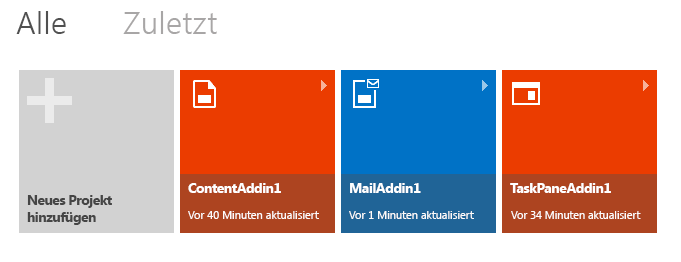 Alle
Zuletzt
Neues Projekt
hinzufügen
ContentAddin1
Vor 40 Minuten aktualisiert
MailAddin1
Vor 1 Minuten aktualisiert
TaskPaneAddin1
Vor 34 Minuten aktualisiert